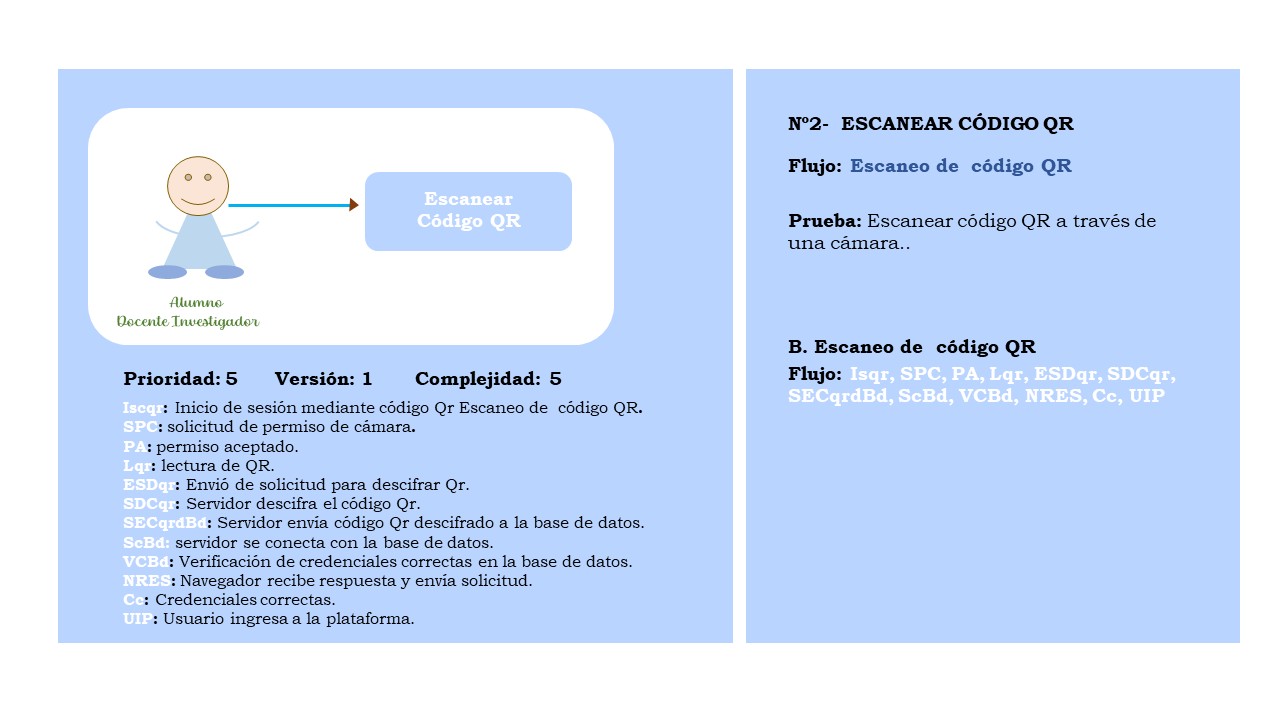 Escanear
Código QR
Alumno
Docente Investigador
Prioridad: 5 Versión: 1 Complejidad: 5
Iscqr: Inicio de sesión mediante código Qr Escaneo de código QR.
SPC: solicitud de permiso de cámara.
PA: permiso aceptado.
Lqr: lectura de QR.
ESDqr: Envió de solicitud para descifrar Qr.
SDCqr: Servidor descifra el código Qr.
SECqrdBd: Servidor envía código Qr descifrado a la base de datos.
ScBd: servidor se conecta con la base de datos.
VCBd: Verificación de credenciales correctas en la base de datos.
NRES: Navegador recibe respuesta y envía solicitud.
Cc: Credenciales correctas.
UIP: Usuario ingresa a la plataforma.
Nº2- ESCANEAR CÓDIGO QR
Flujo: Escaneo de código QR
Prueba: Escanear código QR a través de
una cámara..
B. Escaneo de código QR
Flujo: Isqr, SPC, PA, Lqr, ESDqr, SDCqr,
SECqrdBd, ScBd, VCBd, NRES, Cc, UIP